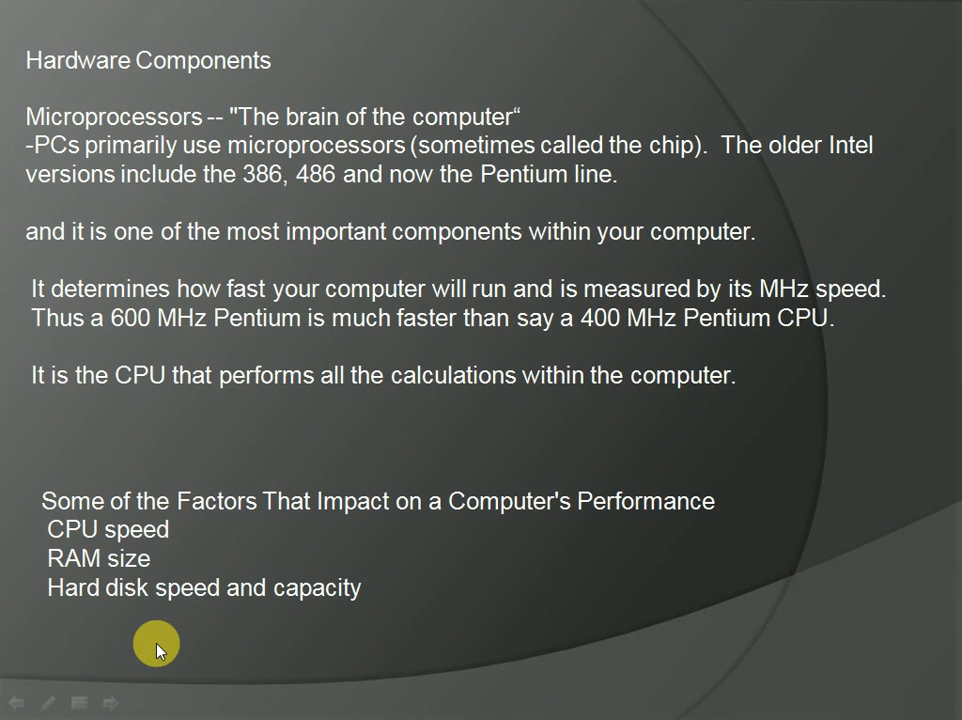 Hardware Components
Microprocessors -- "The brain of the computer“
-PCs primarily use microprocessors (sometimes called the chip).  The older Intel
versions include the 386, 486 and now the Pentium line.
and it is one of the most important components within your computer.
It determines how fast your computer will run and is measured by its MHz speed.
Thus a 600 MHz Pentium is much faster than say a 400 MHz Pentium CPU.
It is the CPU that performs all the calculations within the computer.
Some of the Factors That Impact on a Computer's Performance
CPU speed
RAM size
Hard disk speed and capacity